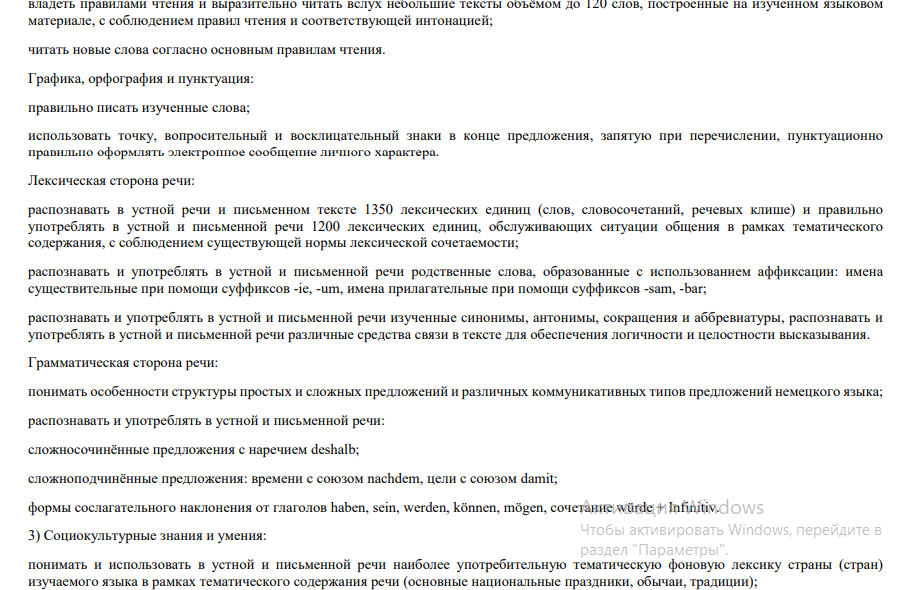 владеть правилами чтения и выразительно читать вслух небольшие тексты объёмом до 120 слов, построенные на изученном языковом
материале, с соблюдением правил чтения и соответствующей интонацией;
читать новые слова согласно основным правилам чтения.
Графика, орфография и пунктуация:
правильно писать изученные слова;
использовать точку, вопросительный и восклицательный знаки в конце предложения, запятую при перечислении, пунктуационно
правильно оформлять электронное сообщение личного характера.
Лексическая сторона речи:
распознавать в устной речи и письменном тексте 1350 лексических единиц (слов, словосочетаний, речевых клише) и правильно
употреблять в устной и письменной речи 1200 лексических единиц, обслуживающих ситуации общения в рамках тематического
содержания, с соблюдением существующей нормы лексической сочетаемости;
распознавать и употреблять в устной и письменной речи родственные слова, образованные с использованием аффиксации: имена
существительные при помощи суффиксов -ie, -um, имена прилагательные при помощи суффиксов -sam, -bar;
распознавать и употреблять в устной и письменной речи изученные синонимы, антонимы, сокращения и аббревиатуры, распознавать и
употреблять в устной и письменной речи различные средства связи в тексте для обеспечения логичности и целостности высказывания.
Грамматическая сторона речи:
понимать особенности структуры простых и сложных предложений и различных коммуникативных типов предложений немецкого языка;
распознавать и употреблять в устной и письменной речи:
сложносочинённые предложения с наречием deshalb;
сложноподчинённые предложения: времени с союзом nachdem, цели с союзом damit;
формы сослагательного наклонения от глаголов haben, sein, werden, können, mögen, сочетание würde + Infinitiv.
Активация Windows
Чтобы активировать Windows, перейдите в
раздел "Параметры".
3) Социокультурные знания и умения:
понимать и использовать в устной и письменной речи наиболее употребительную тематическую фоновую лексику страны (стран)
изучаемого языка в рамках тематического содержания речи (основные национальные праздники, обычаи, традиции);